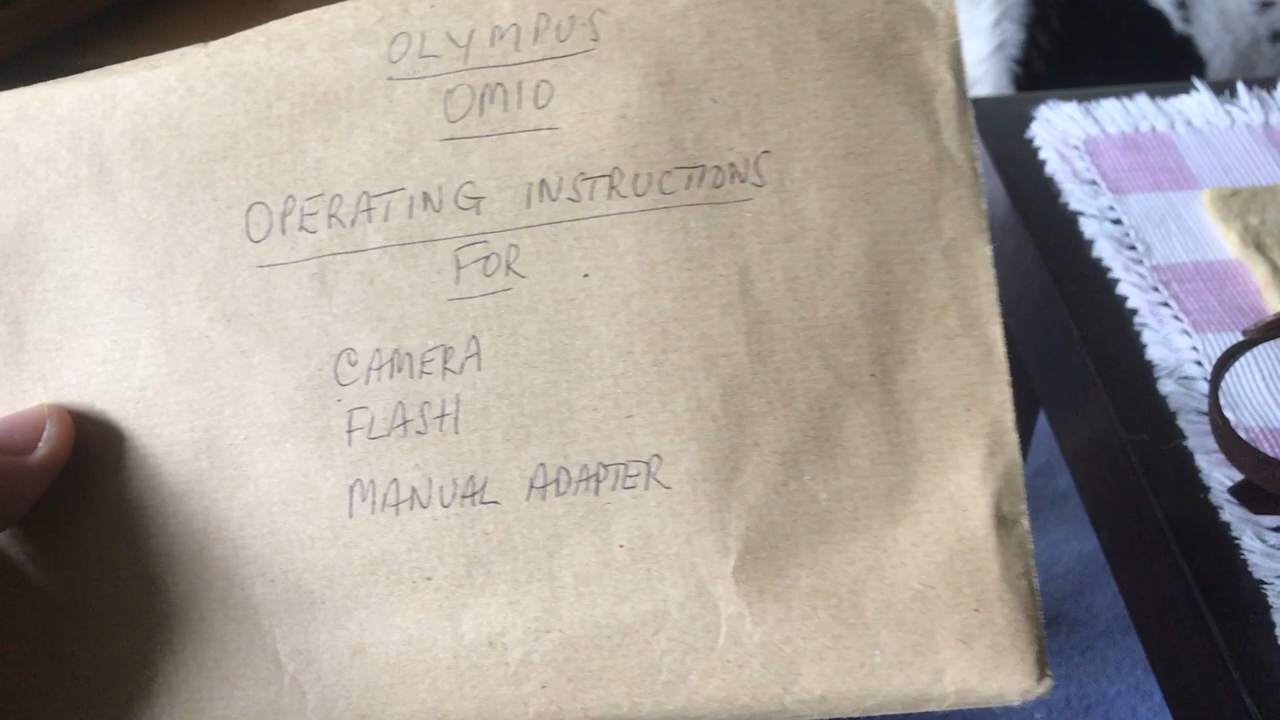 OLYMPUS
OM10
OPERATING INSTRUCTIONS
FOR
CAMERA
FLASH
MANUAL ADAPTER